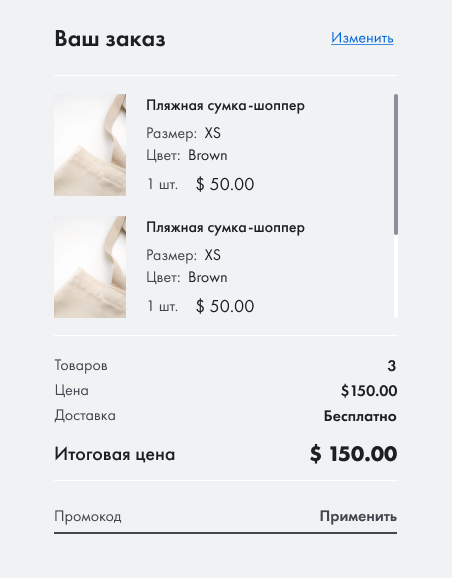 Ваш заказ
Изменить
Пляжная сумка-шоппер
Размер: XS
Цвет: Brown
1 шт. $ 50.00
Пляжная сумка-шоппер
Размер: XS
Цвет: Brown
1 шт. $ 50.00
Товаров 3
Цена $150.00
Доставка Бесплатно
Итоговая цена $ 150.00
Промокод Применить